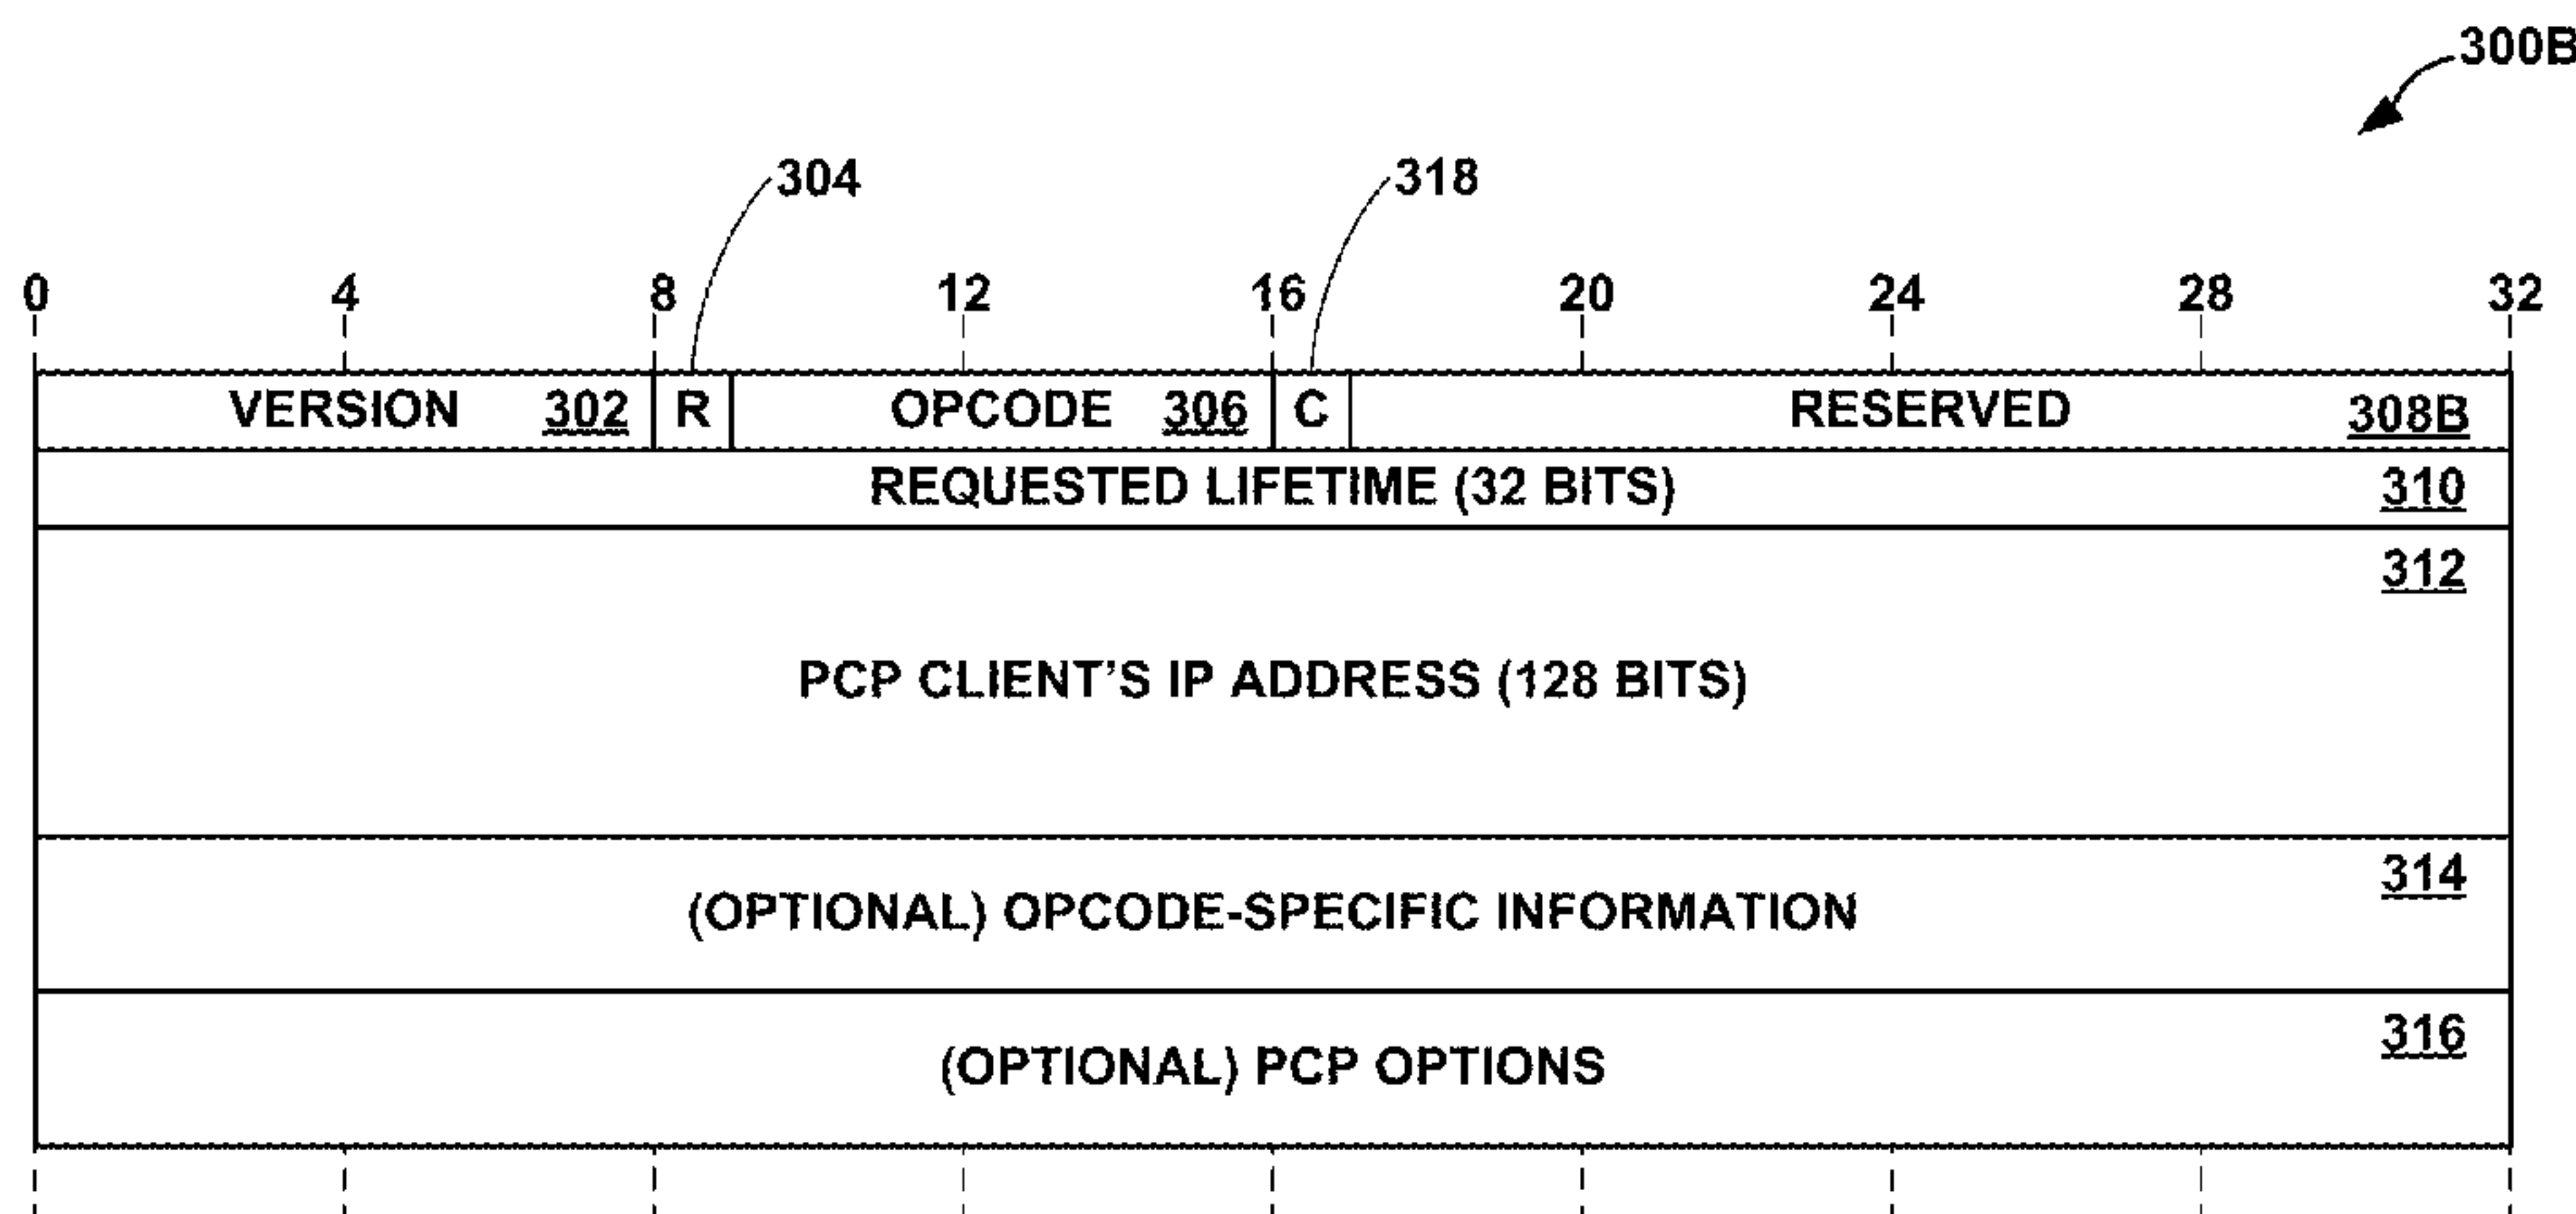 300B
304 318
0 4 8 12 16 20 24 28 32
VERSION 302 R OPCODE 306 C RESERVED 308B
REQUESTED LIFETIME (32 BITS) 310
312
PCP CLIENT'S IP ADDRESS (128 BITS)
314
(OPTIONAL) OPCODE-SPECIFIC INFORMATION
316
(OPTIONAL) PCP OPTIONS